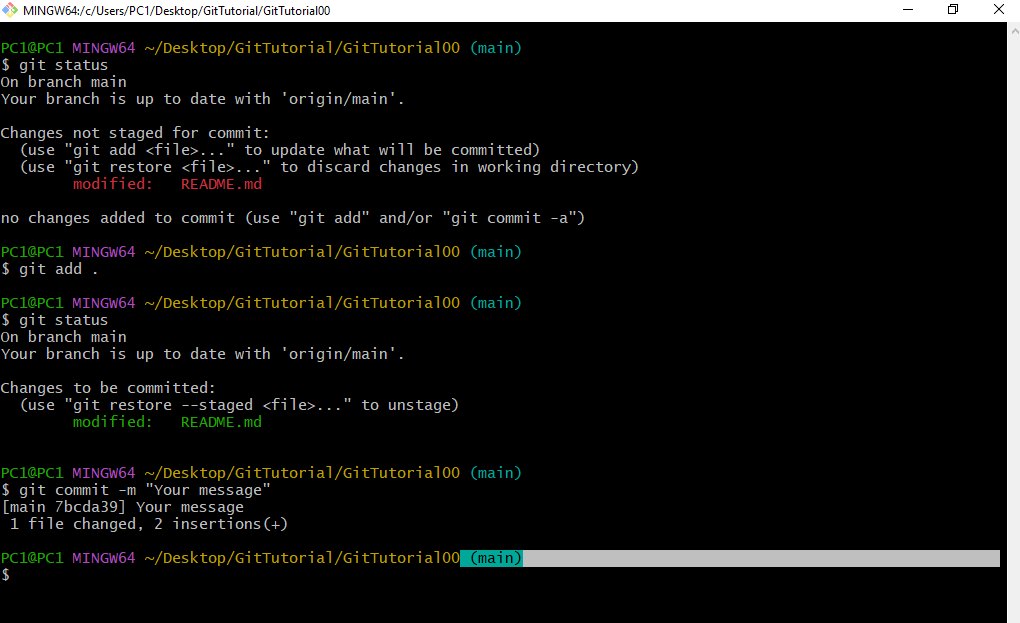 MINGW64:/c/Users/PC1/Desktop/GitTutorial/GitTutorial00
PC1@PC1 MINGW64 ~/Desktop/GitTutorial/GitTutorial00 (main)
$ git status
On branch main
Your branch is up to date with 'origin/main'.
Changes not staged for commit:
  (use "git add <file>..." to update what will be committed)
  (use "git restore <file>..." to discard changes in working directory)
        modified:   README.md
no changes added to commit (use "git add" and/or "git commit -a")
PC1@PC1 MINGW64 ~/Desktop/GitTutorial/GitTutorial00 (main)
$ git add .
PC1@PC1 MINGW64 ~/Desktop/GitTutorial/GitTutorial00 (main)
$ git status
On branch main
Your branch is up to date with 'origin/main'.
Changes to be committed:
  (use "git restore --staged <file>..." to unstage)
        modified:   README.md
PC1@PC1 MINGW64 ~/Desktop/GitTutorial/GitTutorial00 (main)
$ git commit -m "Your message"
[main 7bcda39] Your message
 1 file changed, 2 insertions(+)
PC1@PC1 MINGW64 ~/Desktop/GitTutorial/GitTutorial00 (main)
$